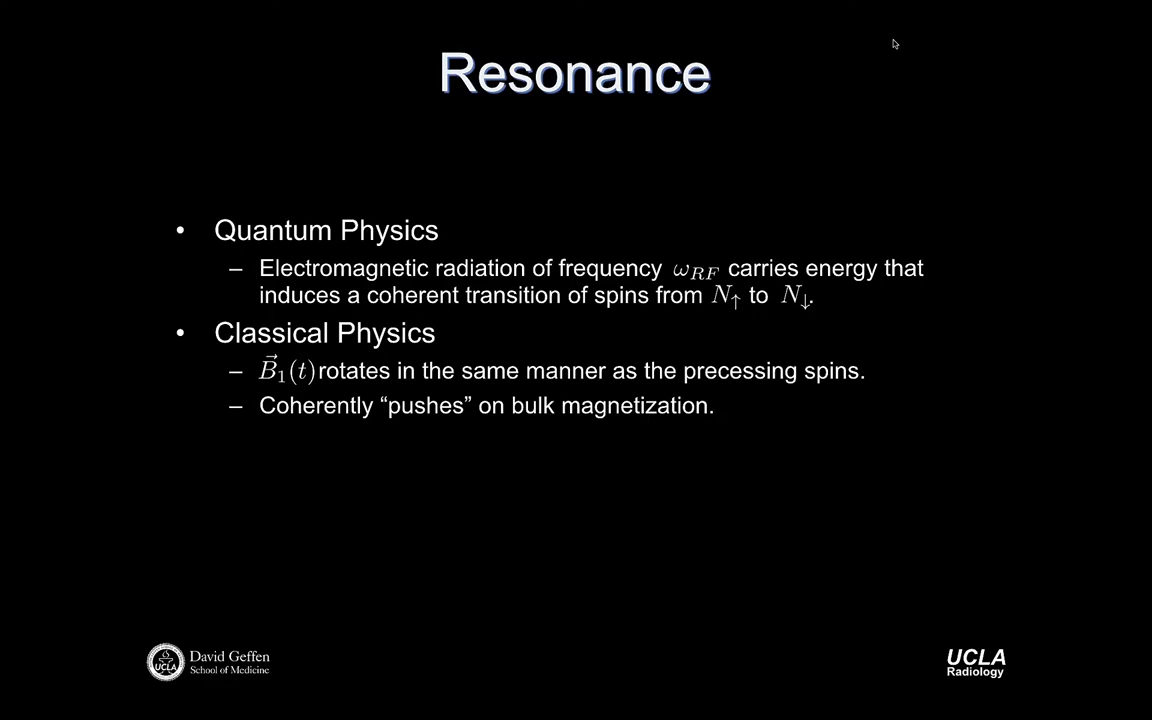 Resonance
• Quantum Physics
– Electromagnetic radiation of frequency ω_RF carries energy that
induces a coherent transition of spins from N↑ to N↓.
• Classical Physics
– B⃗₁(t) rotates in the same manner as the precessing spins.
– Coherently “pushes” on bulk magnetization.
UCLA
David Geffen
School of Medicine
UCLA
Radiology